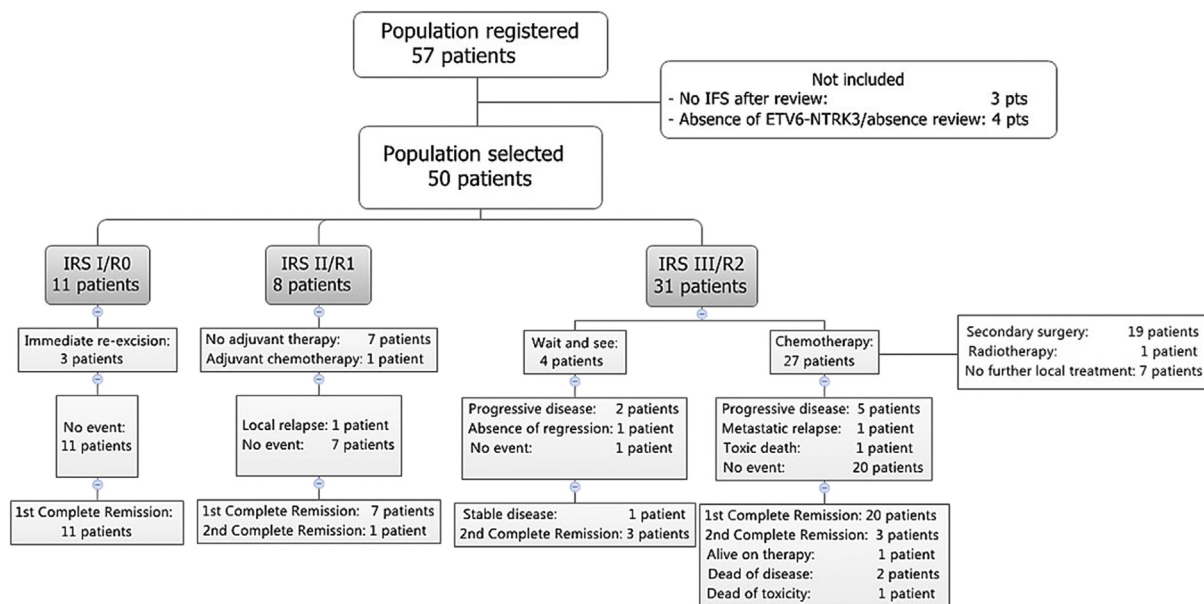 Population registered
57 patients
Not included
- No IFS after review: 3 pts
- Absence of ETV6-NTRK3/absence review: 4 pts
Population selected
50 patients
IRS I/R0
11 patients
IRS II/R1
8 patients
IRS III/R2
31 patients
Immediate re-excision:
3 patients
No adjuvant therapy: 7 patients
Adjuvant chemotherapy: 1 patient
Wait and see:
4 patients
Chemotherapy:
27 patients
Secondary surgery: 19 patients
Radiotherapy: 1 patient
No further local treatment: 7 patients
No event:
11 patients
Local relapse: 1 patient
No event: 7 patients
Progressive disease: 2 patients
Absence of regression: 1 patient
No event: 1 patient
Progressive disease: 5 patients
Metastatic relapse: 1 patient
Toxic death: 1 patient
No event: 20 patients
1st Complete Remission:
11 patients
1st Complete Remission: 7 patients
2nd Complete Remission: 1 patient
Stable disease: 1 patient
2nd Complete Remission: 3 patients
1st Complete Remission: 20 patients
2nd Complete Remission: 3 patients
Alive on therapy: 1 patient
Dead of disease: 2 patients
Dead of toxicity: 1 patient